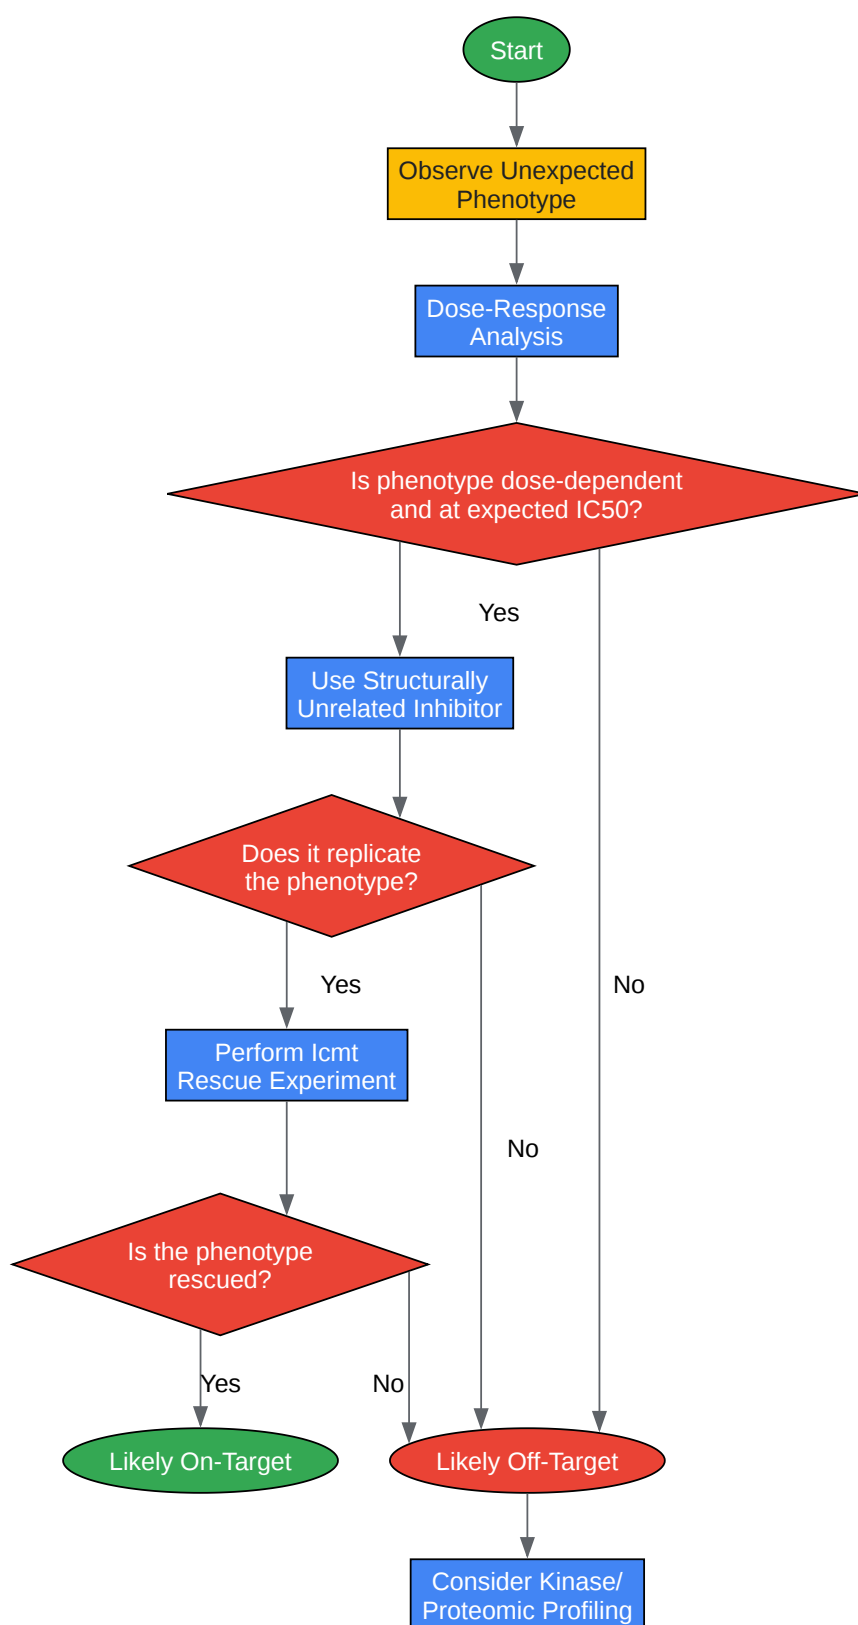 Start
Observe Unexpected
Phenotype
Dose-Response
Analysis
Is phenotype dose-dependent
and at expected IC50?
Yes
Use Structurally
Unrelated Inhibitor
Does it replicate
the phenotype?
Yes
No
Perform Icmt
Rescue Experiment
No
Is the phenotype
rescued?
Yes
No
Likely On-Target
Likely Off-Target
Consider Kinase/
Proteomic Profiling